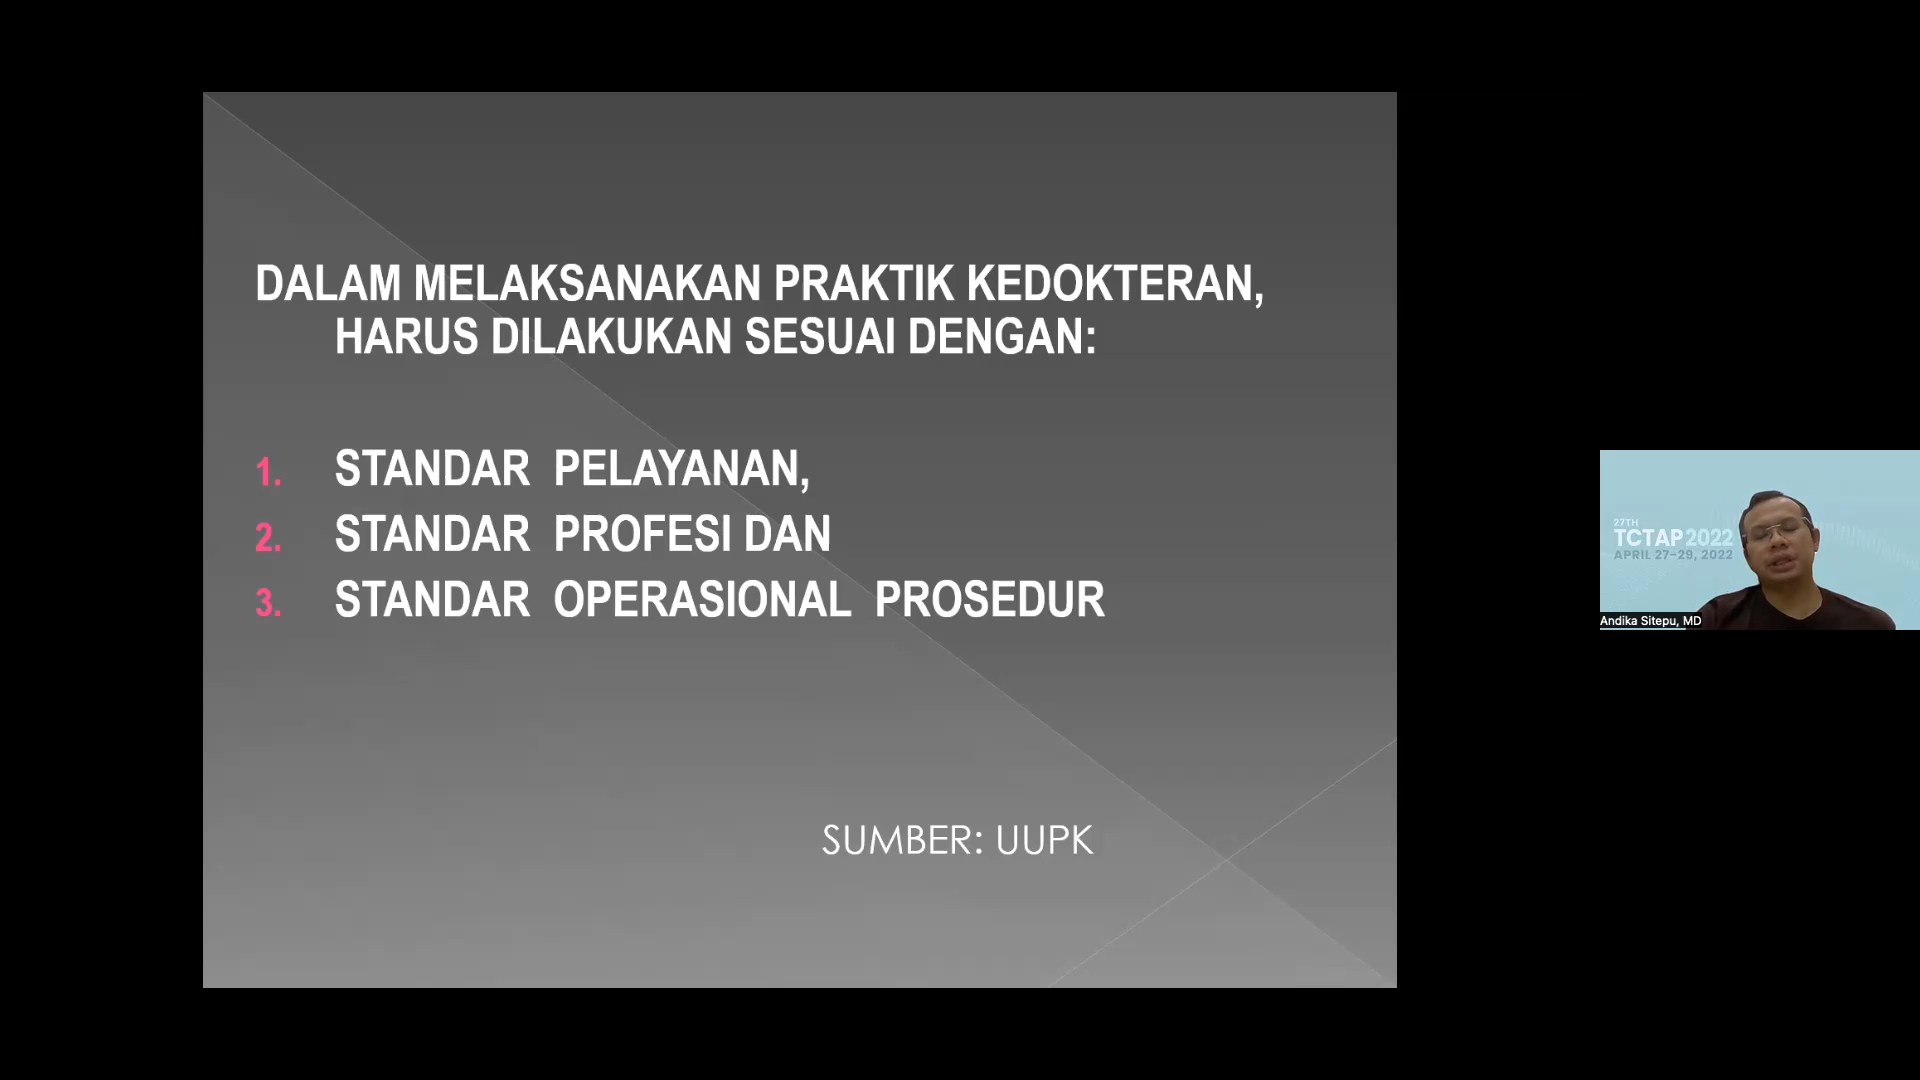 DALAM MELAKSANAKAN PRAKTIK KEDOKTERAN,
HARUS DILAKUKAN SESUAI DENGAN:
1. STANDAR PELAYANAN,
2. STANDAR PROFESI DAN
3. STANDAR OPERASIONAL PROSEDUR
SUMBER: UUPK
27TH
TCTAP 2022
APRIL 27-29, 2022
Andika Sitepu, MD